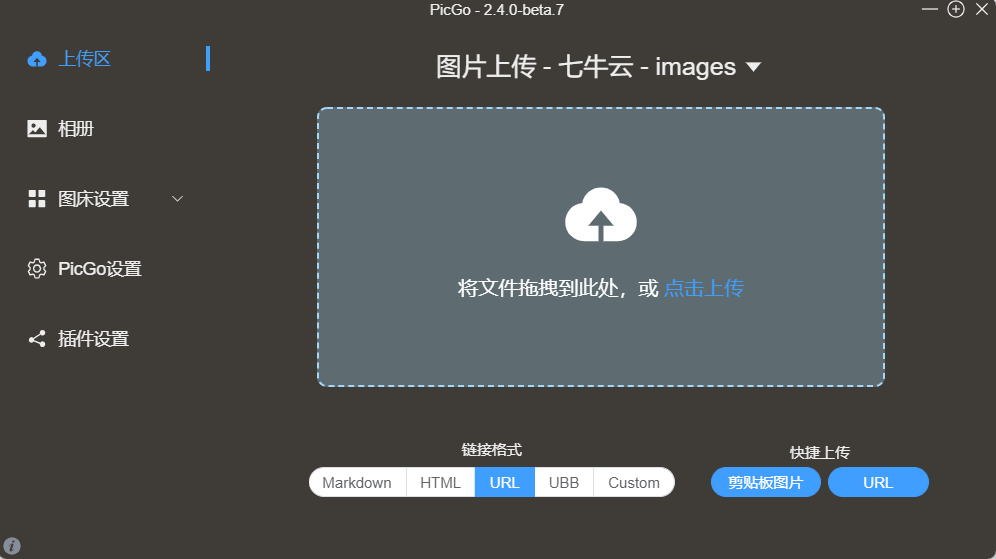 PicGo - 2.4.0-beta.7
上传区
相册
图床设置
PicGo设置
插件设置
图片上传 - 七牛云 - images
将文件拖拽到此处，或 点击上传
链接格式
Markdown HTML URL UBB Custom
快捷上传
剪贴板图片 URL